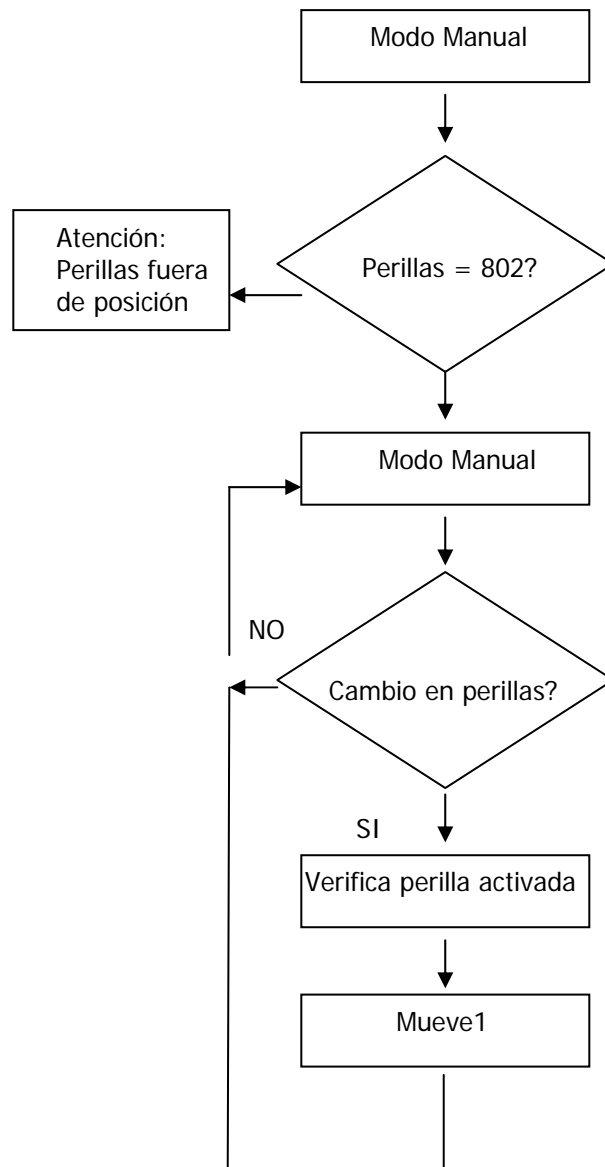 Modo Manual
Atención:
Perillas fuera
de posición
Perillas = 802?
Modo Manual
NO
Cambio en perillas?
SI
Verifica perilla activada
Mueve1